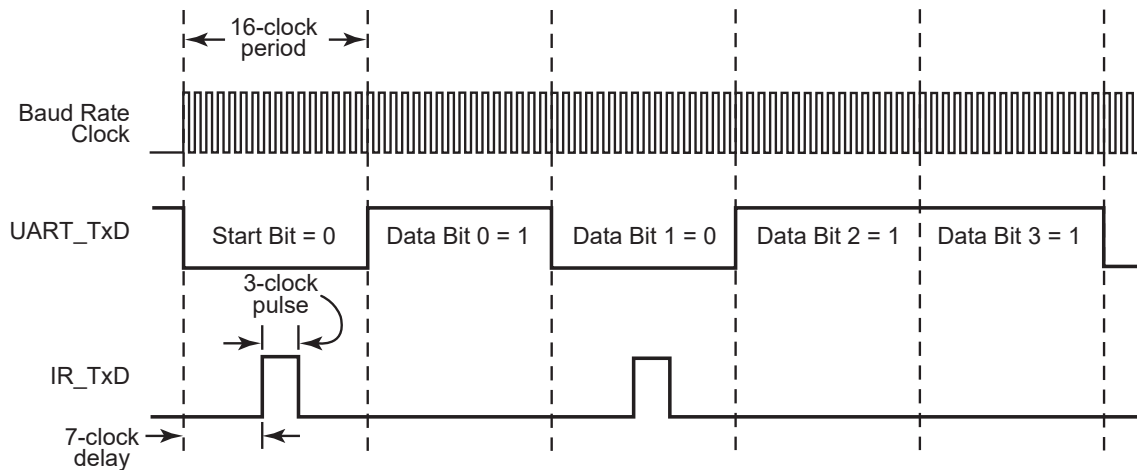 16-clock
period
Baud Rate
Clock
UART_TxD
Start Bit = 0
Data Bit 0 = 1
Data Bit 1 = 0
Data Bit 2 = 1
Data Bit 3 = 1
3-clock
pulse
IR_TxD
7-clock
delay